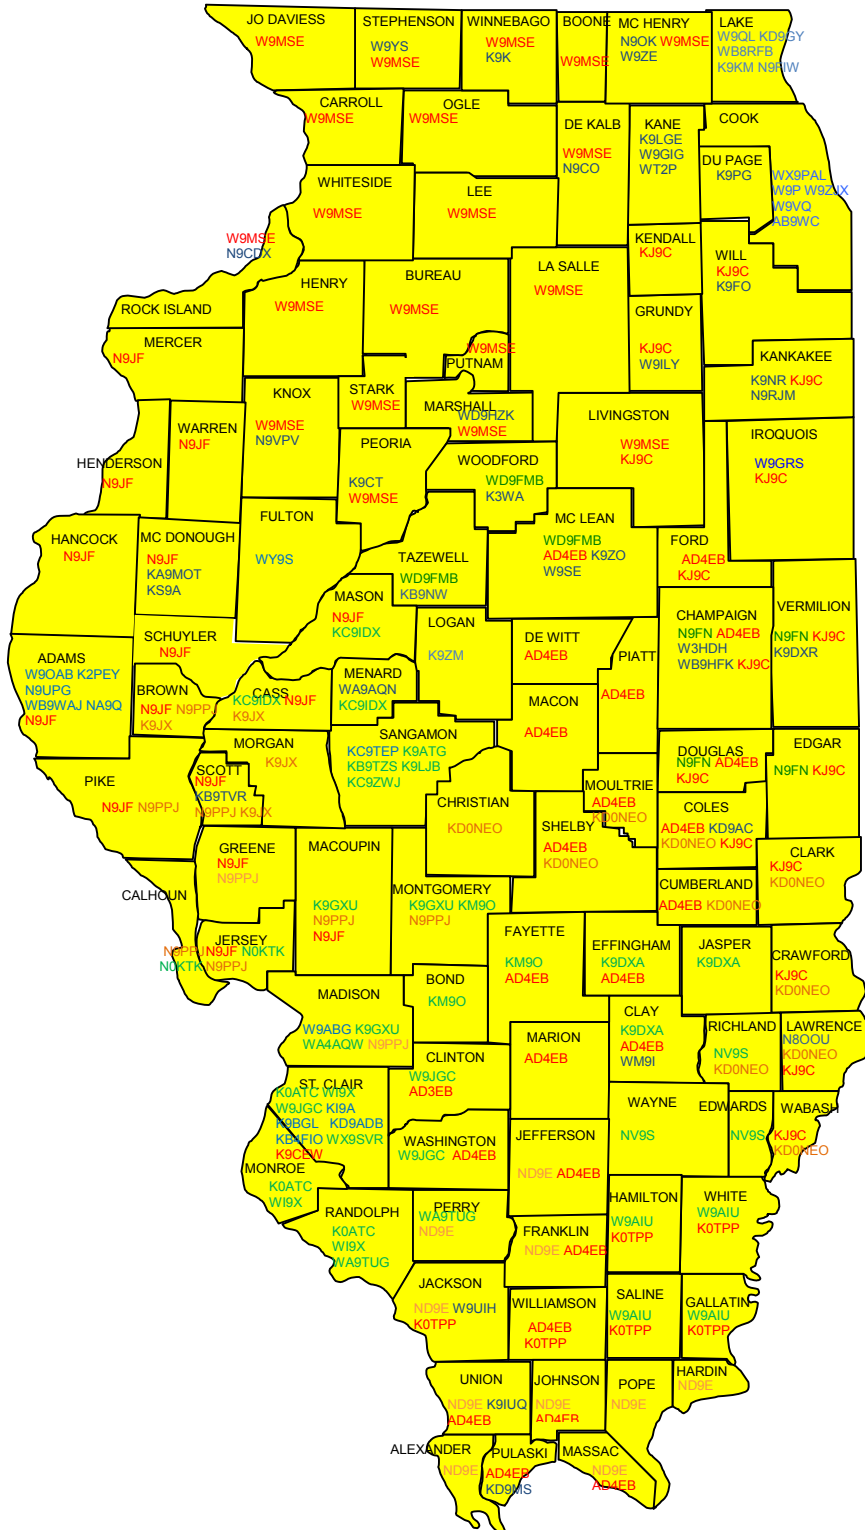 JO DAVIESS
W9MSE
STEPHENSON
W9YS
W9MSE
WINNEBAGO
W9MSE
K9K
BOONE
W9MSE
MC HENRY
N9OK W9MSE
W9ZE
LAKE
W9QL KD9GY
WB8RFB
K9KM N9PIW
CARROLL
W9MSE
OGLE
W9MSE
DE KALB
W9MSE
N9CO
KANE
K9LGE
W9GIG
WT2P
COOK
DU PAGE
K9PG
WX9PAL
W9P W9ZJX
W9VQ
AB9WC
WHITESIDE
W9MSE
LEE
W9MSE
W9MSE
N9CDX
ROCK ISLAND
HENRY
W9MSE
BUREAU
W9MSE
LA SALLE
W9MSE
KENDALL
KJ9C
WILL
KJ9C
K9FO
GRUNDY
KJ9C
W9ILY
MERCER
N9JF
W9MSE
PUTNAM
KANKAKEE
K9NR KJ9C
N9RJM
KNOX
W9MSE
N9VPV
STARK
W9MSE
MARSHALL
WD9HZK
W9MSE
LIVINGSTON
W9MSE
KJ9C
IROQUOIS
W9GRS
KJ9C
HENDERSON
N9JF
WARREN
N9JF
PEORIA
K9CT
W9MSE
WOODFORD
WD9FMB
K3WA
HANCOCK
N9JF
MC DONOUGH
N9JF
KA9MOT
KS9A
FULTON
WY9S
TAZEWELL
WD9FMB
KB9NW
MC LEAN
WD9FMB
AD4EB K9ZO
W9SE
FORD
AD4EB
KJ9C
MASON
N9JF
KC9IDX
LOGAN
K9ZM
DE WITT
AD4EB
PIATT
AD4EB
CHAMPAIGN
N9FN AD4EB
W3HDH
WB9HFK KJ9C
VERMILION
N9FN KJ9C
K9DXR
SCHUYLER
N9JF
ADAMS
W9OAB K2PEY
N9UPG
WB9WAJ NA9Q
N9JF
BROWN
N9JF N9PPJ
K9JX
CASS
KC9IDX N9JF
K9JX
MENARD
WA9AQN
KC9IDX
MACON
AD4EB
MORGAN
K9JX
SANGAMON
KC9TEP K9ATG
KB9TZS K9LJB
KC9ZWJ
DOUGLAS
N9FN AD4EB
KJ9C
EDGAR
N9FN KJ9C
PIKE
N9JF N9PPJ
SCOTT
N9JF
KB9TVR
N9PPJ K9JX
CHRISTIAN
KD0NEO
MOULTRIE
AD4EB
KD0NEO
SHELBY
AD4EB
KD0NEO
COLES
AD4EB KD9AC
KD0NEO KJ9C
GREENE
N9JF
N9PPJ
MACOUPIN
K9GXU
N9PPJ
N9JF
MONTGOMERY
K9GXU KM9O
N9PPJ
CUMBERLAND
AD4EB KD0NEO
CLARK
KJ9C
KD0NEO
CALHOUN
N9PPJ
N0KTK
JERSEY
N9JF N0KTK
N9PPJ
FAYETTE
KM9O
AD4EB
EFFINGHAM
K9DXA
AD4EB
JASPER
K9DXA
CRAWFORD
KJ9C
KD0NEO
MADISON
W9ABG K9GXU
WA4AQW N9PPJ
BOND
KM9O
CLAY
K9DXA
AD4EB
WM9I
RICHLAND
NV9S
KD0NEO
LAWRENCE
N8OOU
KD0NEO
KJ9C
MARION
AD4EB
CLINTON
W9JGC
AD3EB
ST. CLAIR
K0ATC WI9X
W9JGC KI9A
K9BGL KD9ADB
KB4FIO WX9SVR
K9CEW
WAYNE
NV9S
EDWARDS
NV9S
WABASH
KJ9C
KD0NEO
WASHINGTON
W9JGC AD4EB
JEFFERSON
ND9E AD4EB
MONROE
K0ATC
WI9X
RANDOLPH
K0ATC
WI9X
WA9TUG
PERRY
WA9TUG
ND9E
FRANKLIN
ND9E AD4EB
HAMILTON
W9AIU
K0TPP
WHITE
W9AIU
K0TPP
JACKSON
ND9E W9UIH
K0TPP
WILLIAMSON
AD4EB
K0TPP
SALINE
W9AIU
K0TPP
GALLATIN
W9AIU
K0TPP
UNION
ND9E K9IUQ
AD4EB
JOHNSON
ND9E
AD4EB
POPE
ND9E
HARDIN
ND9E
ALEXANDER
ND9E
PULASKI
AD4EB
KD9MS
MASSAC
ND9E
AD4EB